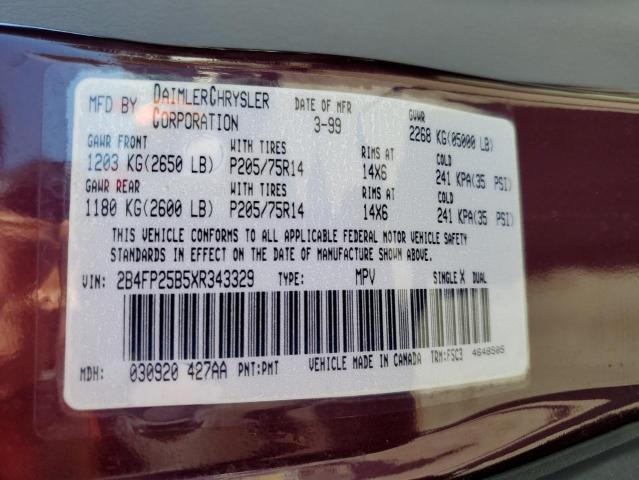 MFD BY DAIMLERCHRYSLER CORPORATION DATE OF MFR 3-99 GVWR 2268 KG(05000 LB)
GAWR FRONT WITH TIRES RIMS AT COLD
1203 KG(2650 LB) P205/75R14 14X6 241 KPA(35 PSI)
GAWR REAR WITH TIRES RIMS AT COLD
1180 KG(2600 LB) P205/75R14 14X6 241 KPA(35 PSI)
THIS VEHICLE CONFORMS TO ALL APPLICABLE FEDERAL MOTOR VEHICLE SAFETY
STANDARDS IN EFFECT ON THE DATE OF MANUFACTURE SHOWN ABOVE.
VIN: 2B4FP25B5XR343329 TYPE: MPV SINGLE X DUAL
MDH: 030920 427AA PNT:PMT VEHICLE MADE IN CANADA TRM:FSC3 4648505